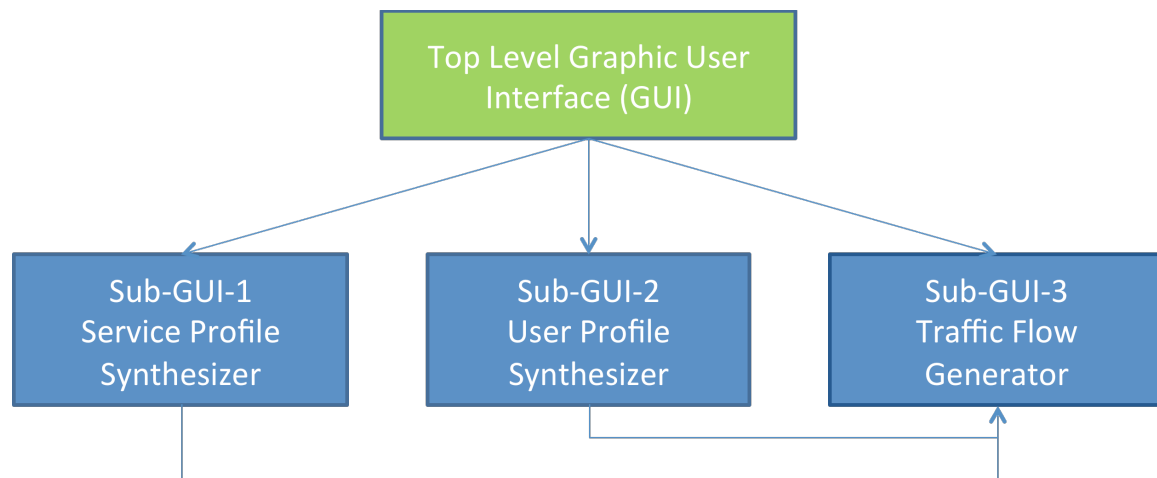 Top Level Graphic User
Interface (GUI)
Sub-GUI-1
Service Profile
Synthesizer
Sub-GUI-2
User Profile
Synthesizer
Sub-GUI-3
Traffic Flow
Generator